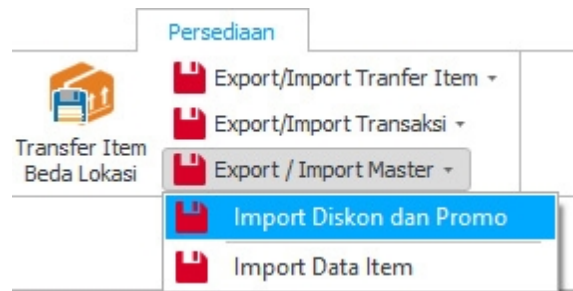 Persediaan
Export/Import Tranfer Item
Export/Import Transaksi
Transfer Item
Beda Lokasi
Export / Import Master
Import Diskon dan Promo
Import Data Item